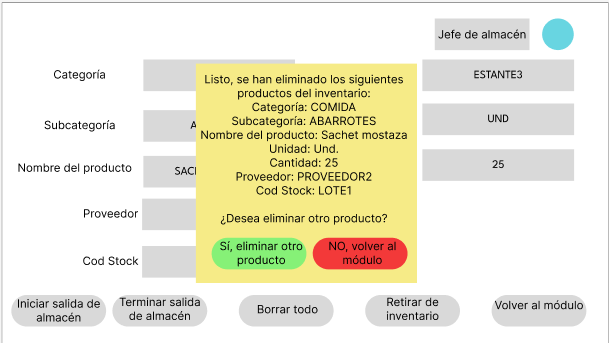 Jefe de almacén
Categoría
ESTANTE3
Subcategoría
UND
Nombre del producto
25
Proveedor
Cod Stock
Listo, se han eliminado los siguientes
productos del inventario:
Categoría: COMIDA
Subcategoría: ABARROTES
Nombre del producto: Sachet mostaza
Unidad: Und.
Cantidad: 25
Proveedor: PROVEEDOR2
Cod Stock: LOTE1
¿Desea eliminar otro producto?
Sí, eliminar otro
producto
NO, volver al
módulo
Iniciar salida de
almacén
Terminar salida
de almacén
Borrar todo
Retirar de
inventario
Volver al módulo